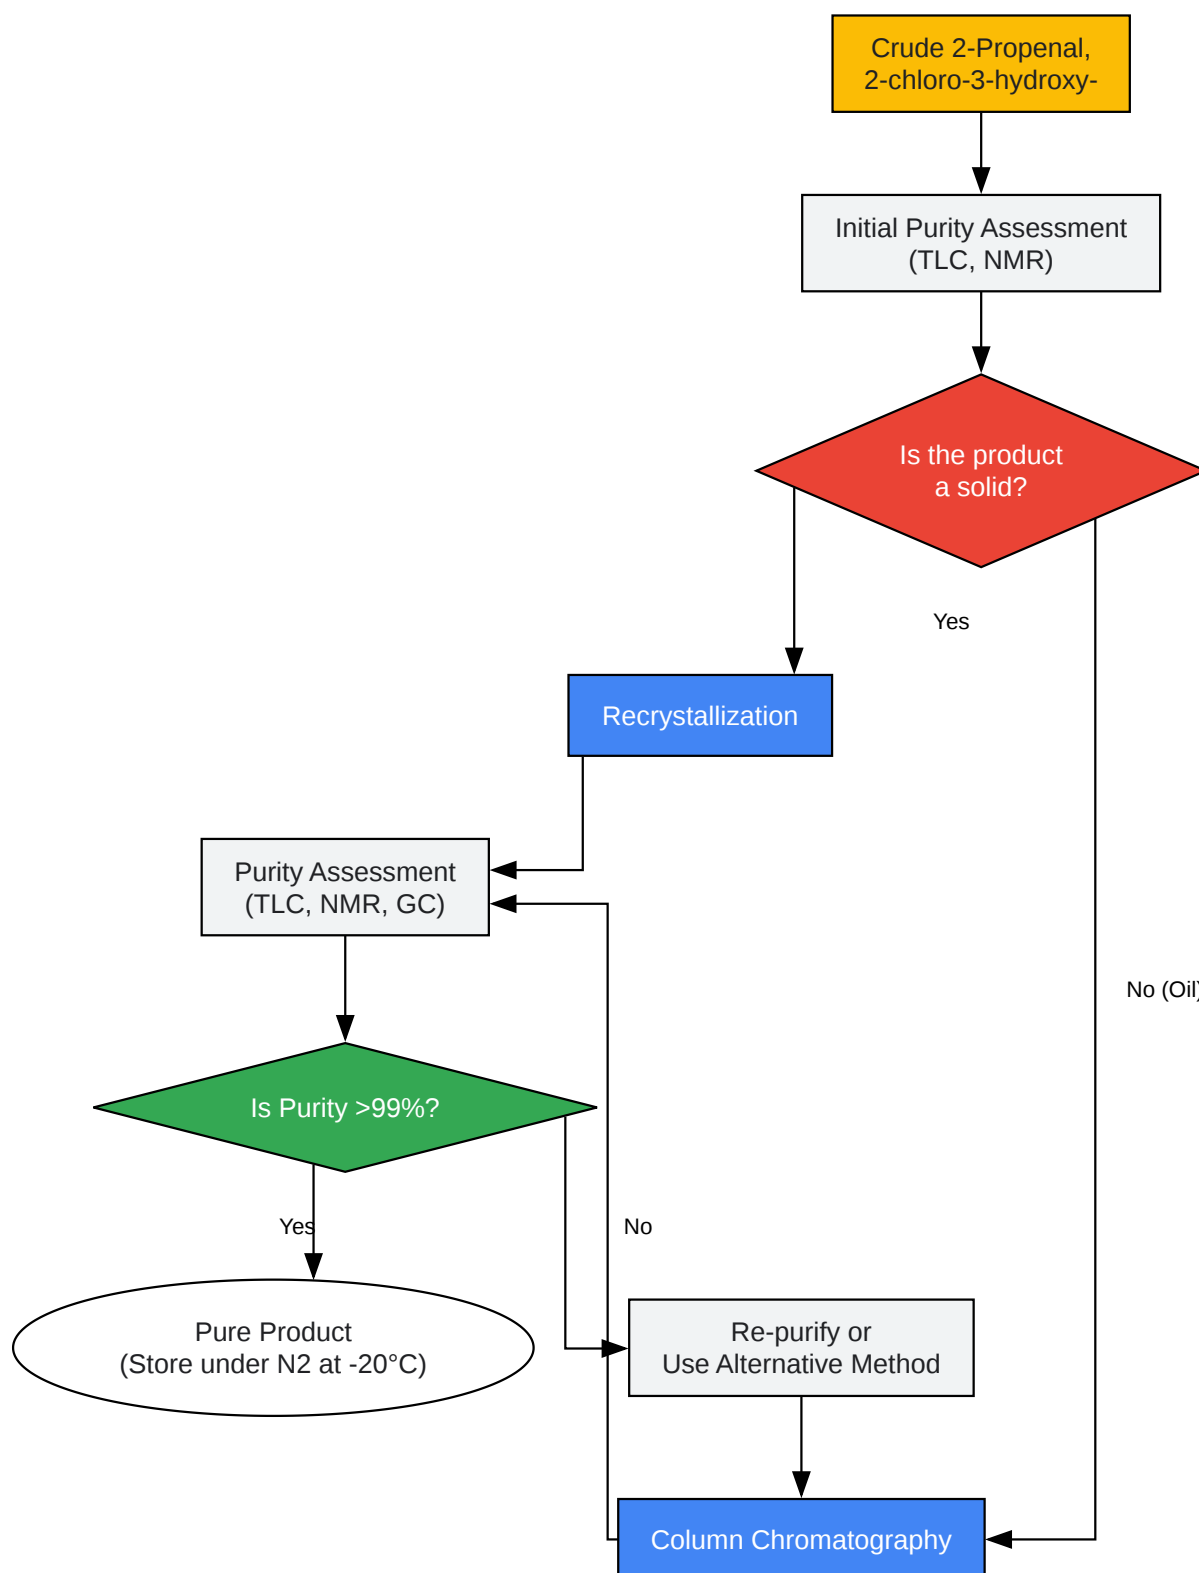 Crude 2-Propenal,
2-chloro-3-hydroxy-
Initial Purity Assessment
(TLC, NMR)
Is the product
a solid?
Yes
Recrystallization
Purity Assessment
(TLC, NMR, GC)
No (Oil)
Is Purity >99%?
Yes
No
Pure Product
(Store under N2 at -20°C)
Re-purify or
Use Alternative Method
Column Chromatography